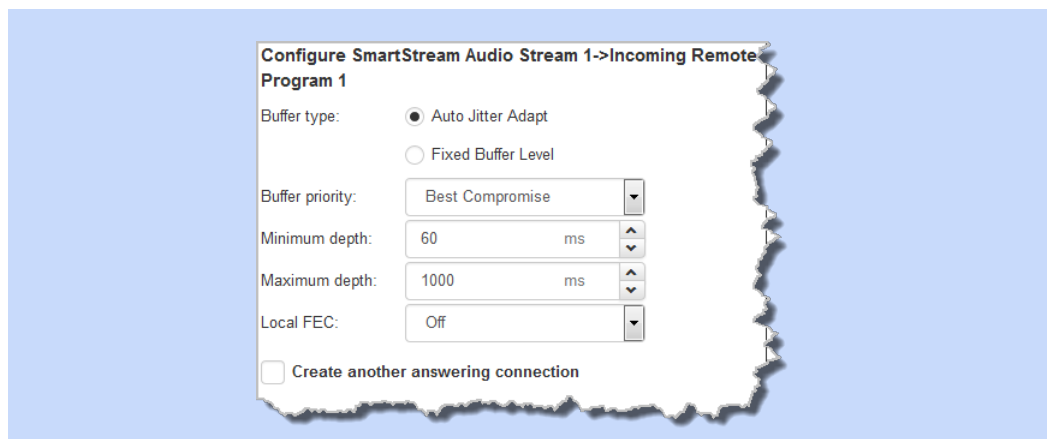 Configure SmartStream Audio Stream 1->Incoming Remote
Program 1
Buffer type: Auto Jitter Adapt
Fixed Buffer Level
Buffer priority: Best Compromise
Minimum depth: 60 ms
Maximum depth: 1000 ms
Local FEC: Off
Create another answering connection